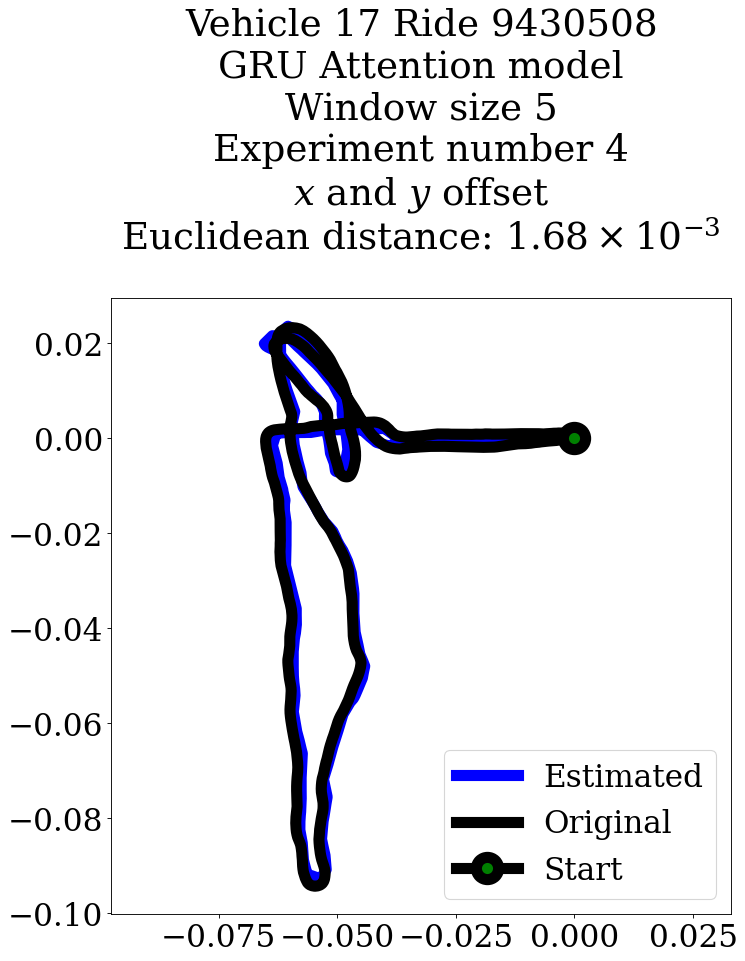 Vehicle 17 Ride 9430508
GRU Attention model
Window size 5
Experiment number 4
x and y offset
Euclidean distance: 1.68 × 10⁻³
0.02
0.00
−0.02
−0.04
−0.06
−0.08
−0.10
Estimated
Original
Start
−0.075 −0.050 −0.025 0.000 0.025